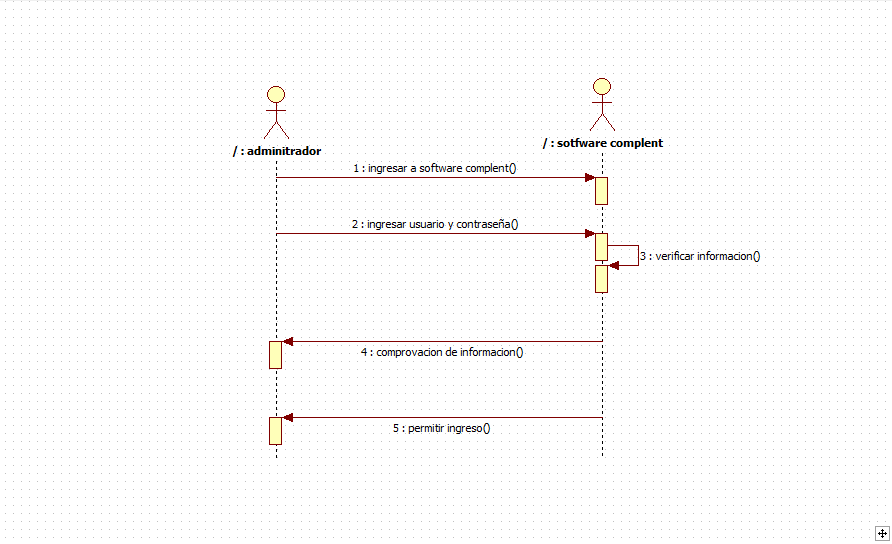 / : adminitrador
/ : sotfware complent
1 : ingresar a software complent()
2 : ingresar usuario y contraseña()
3 : verificar informacion()
4 : comprovacion de informacion()
5 : permitir ingreso()